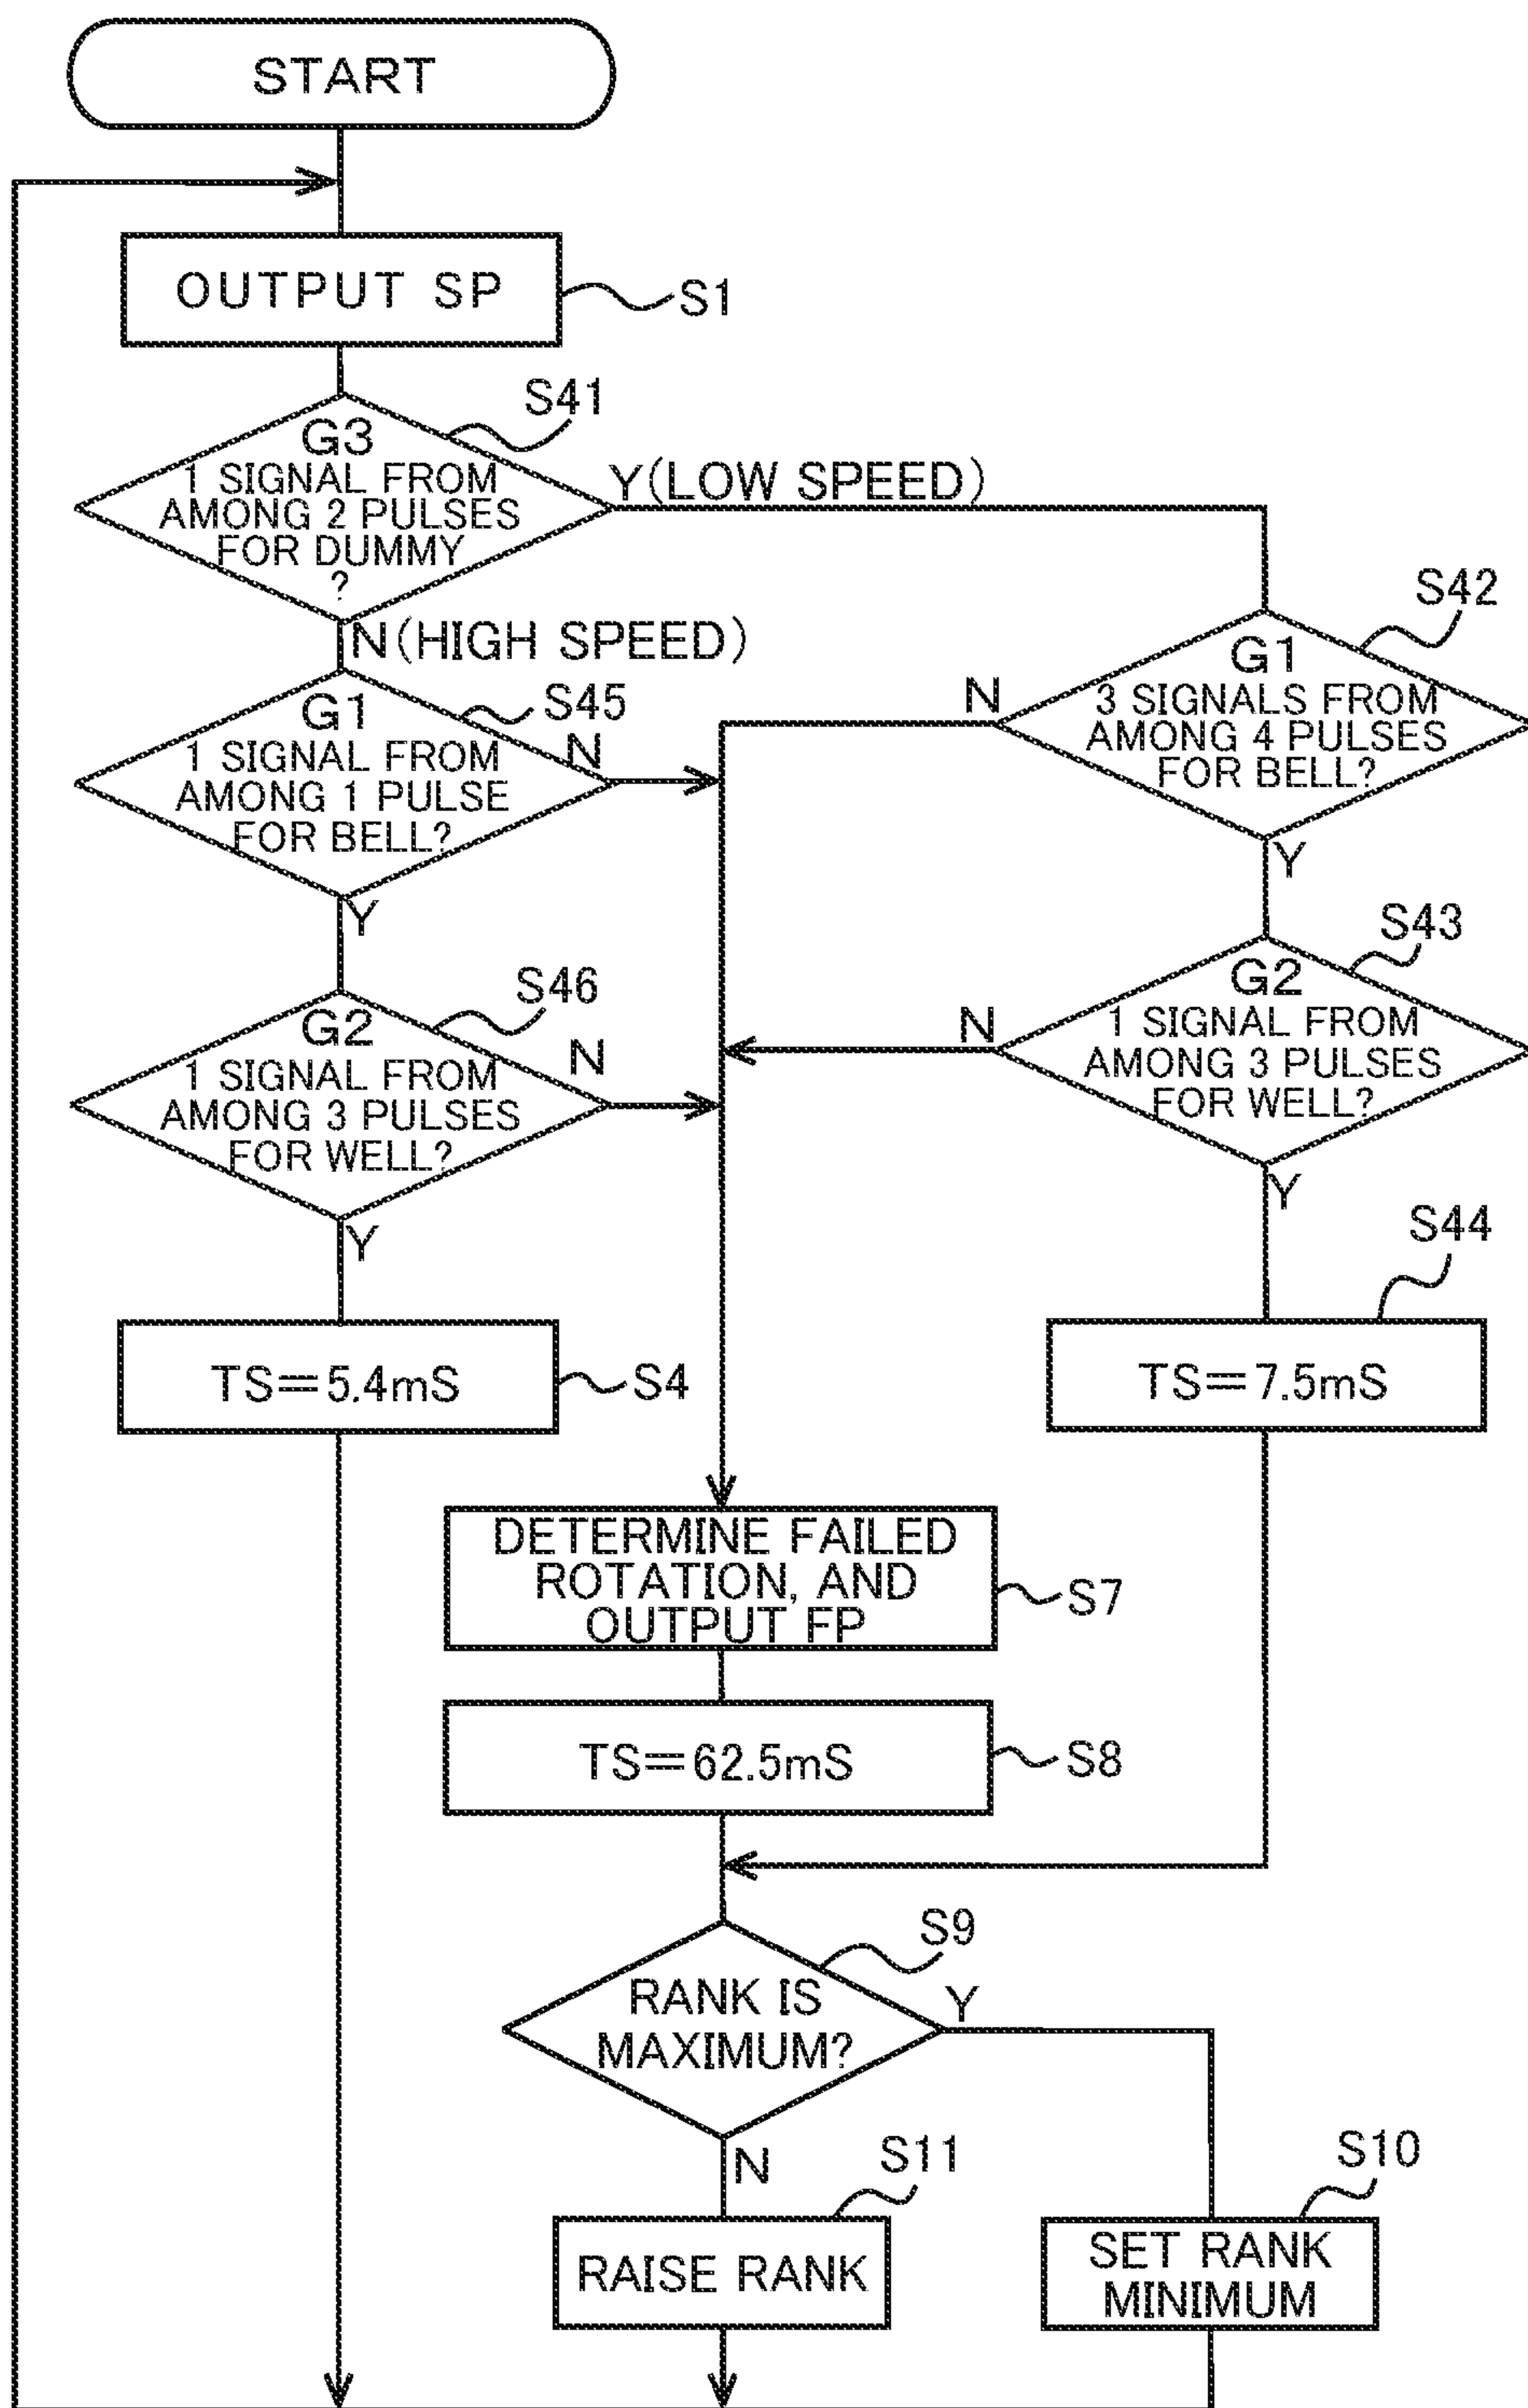 START
OUTPUT SP
S1
S41
G3
1 SIGNAL FROM
AMONG 2 PULSES
FOR DUMMY
?
Y(LOW SPEED)
N(HIGH SPEED)
S42
G1
3 SIGNALS FROM
AMONG 4 PULSES
FOR BELL?
N
Y
S45
G1
1 SIGNAL FROM
AMONG 1 PULSE
FOR BELL?
N
Y
S43
G2
1 SIGNAL FROM
AMONG 3 PULSES
FOR WELL?
N
Y
S46
G2
1 SIGNAL FROM
AMONG 3 PULSES
FOR WELL?
N
Y
S44
TS=7.5mS
TS=5.4mS
S4
DETERMINE FAILED
ROTATION, AND
OUTPUT FP
S7
TS=62.5mS
S8
S9
RANK IS
MAXIMUM?
Y
N
S11
RAISE RANK
S10
SET RANK
MINIMUM